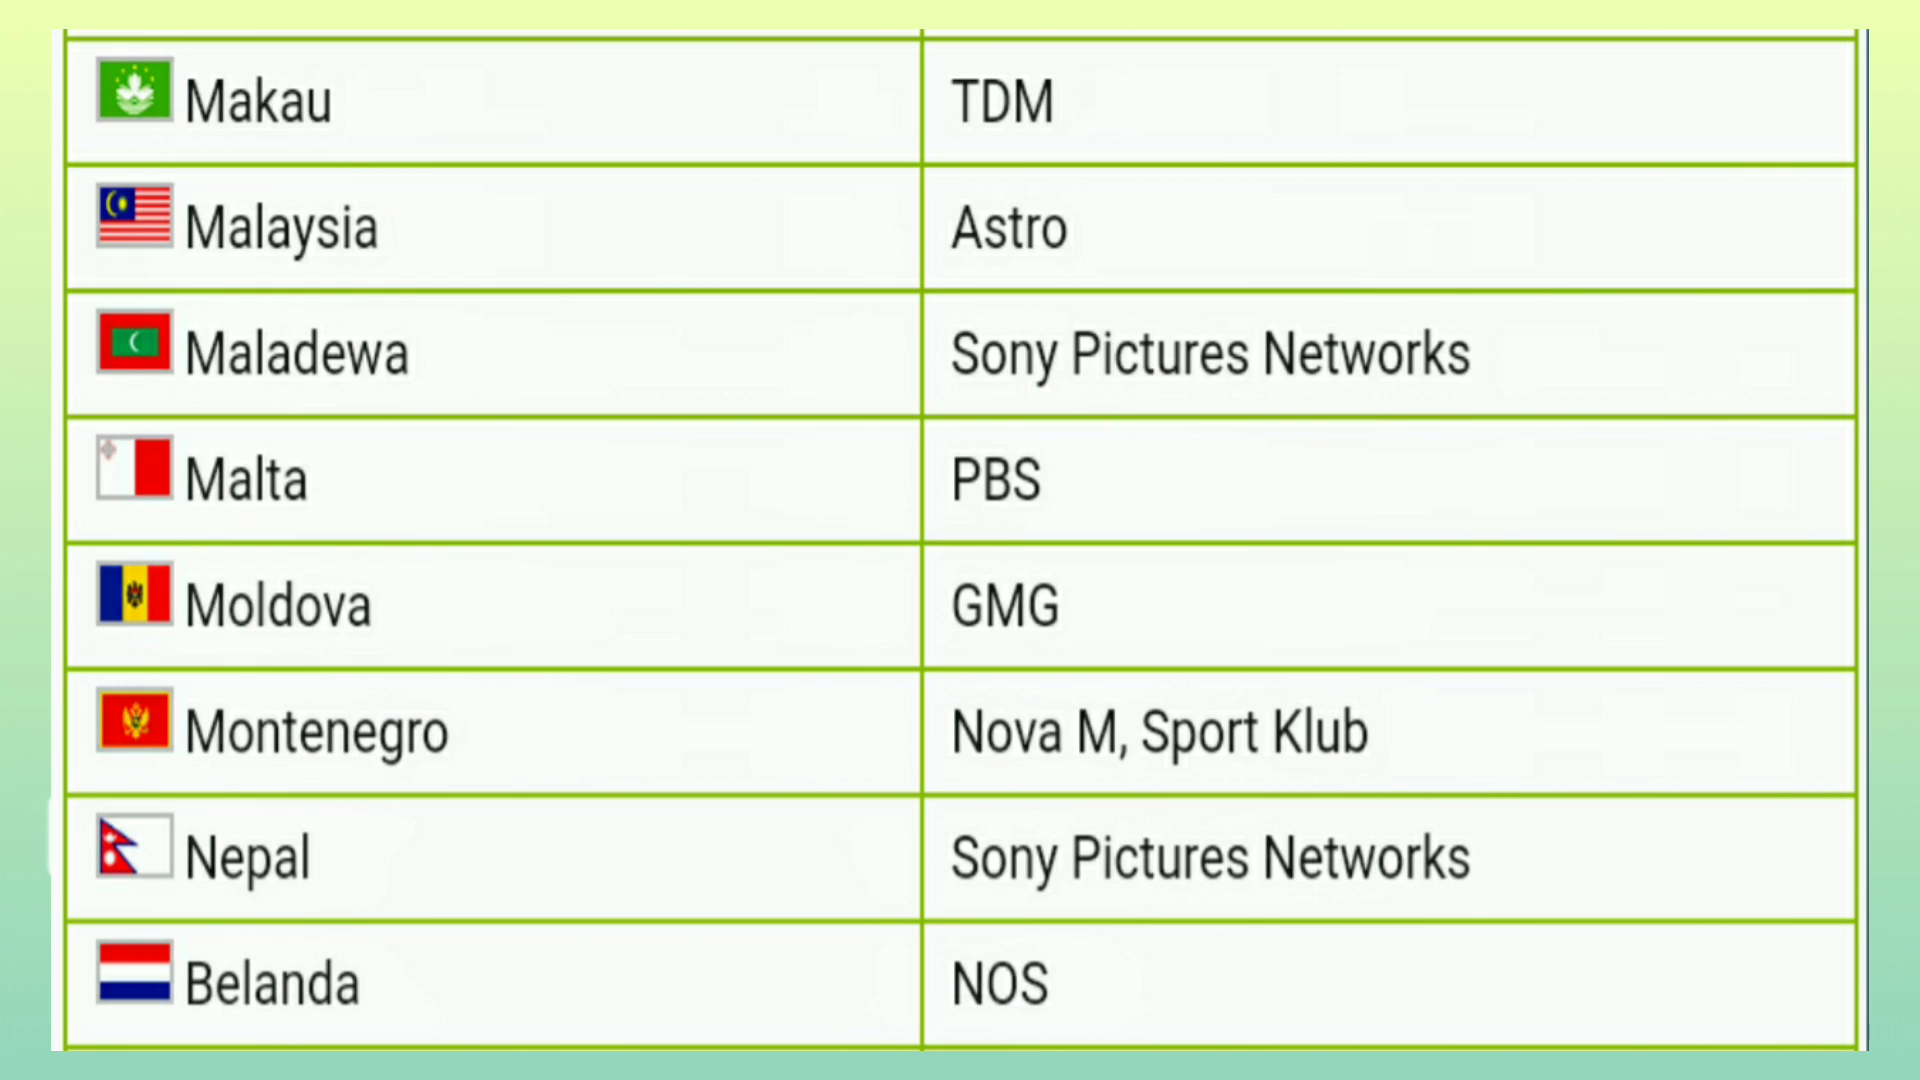 Makau TDM
Malaysia Astro
Maladewa Sony Pictures Networks
Malta PBS
Moldova GMG
Montenegro Nova M, Sport Klub
Nepal Sony Pictures Networks
Belanda NOS